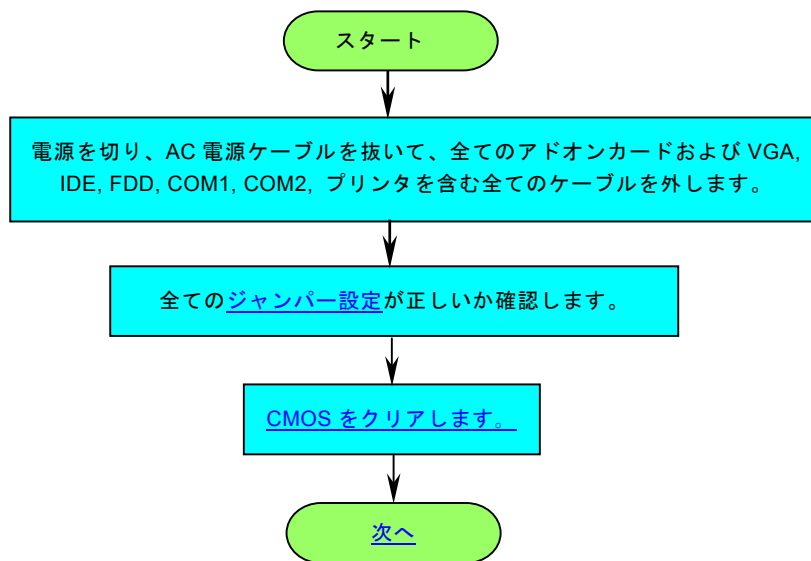 スタート
電源を切り、AC 電源ケーブルを抜いて、全てのアドオンカードおよび VGA,
IDE, FDD, COM1, COM2, プリンタを含む全てのケーブルを外します。
全てのジャンパー設定が正しいか確認します。
CMOS をクリアします。
次へ